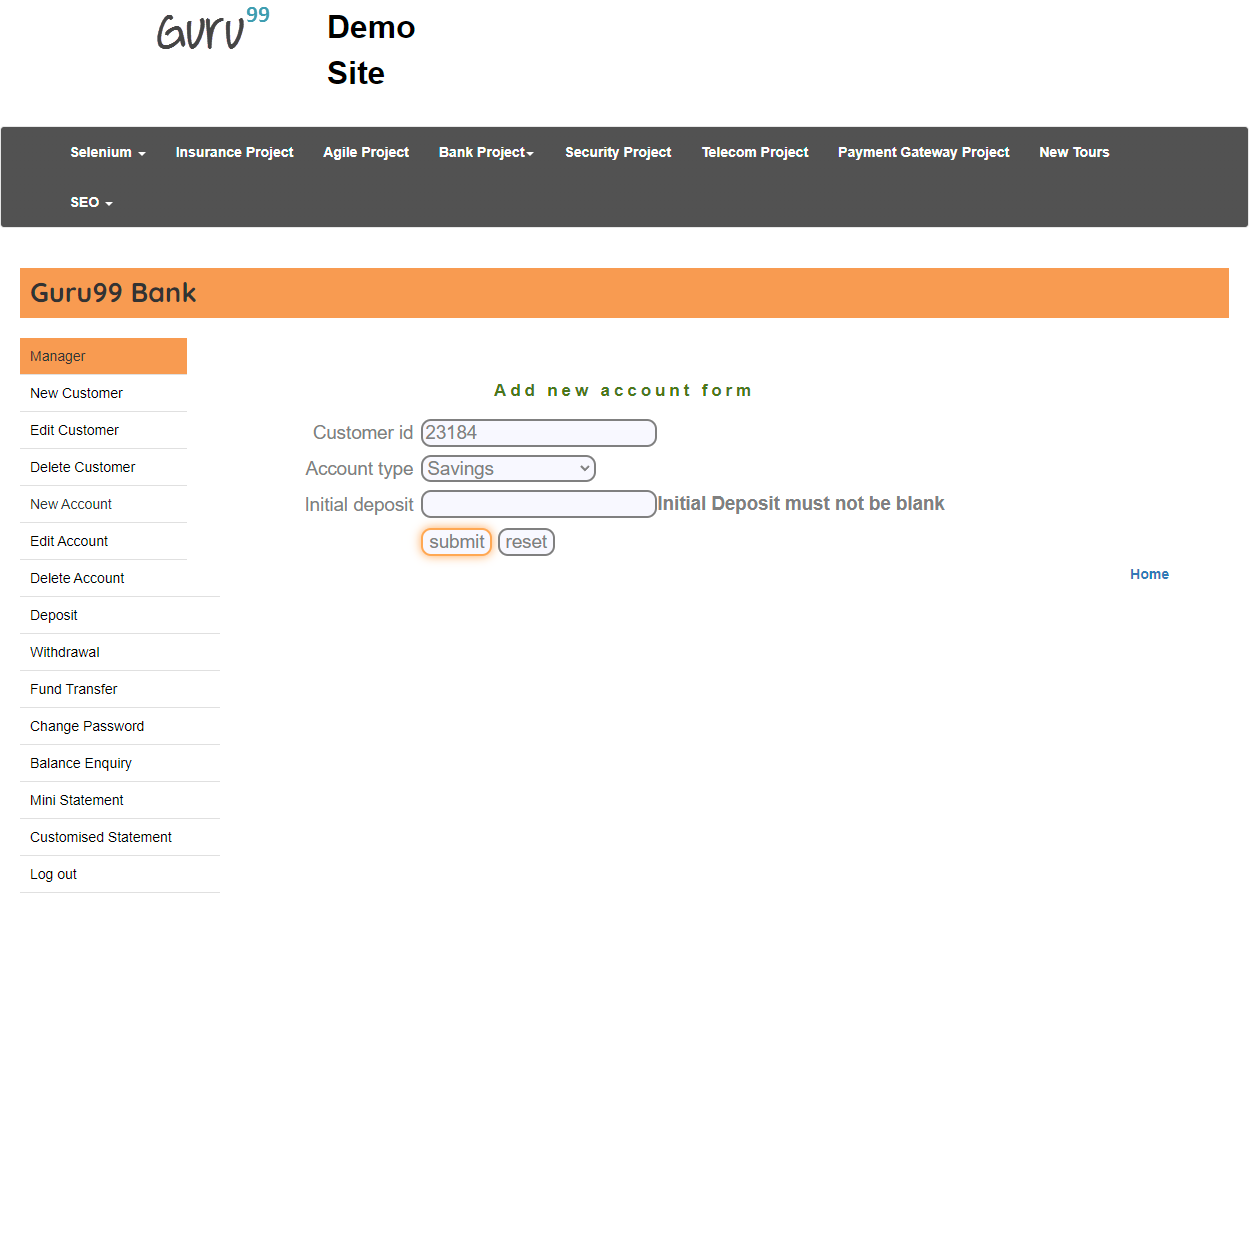 Guru99
Demo
Site
Selenium Insurance Project Agile Project Bank Project Security Project Telecom Project Payment Gateway Project New Tours
SEO
Guru99 Bank
Manager
New Customer
Edit Customer
Delete Customer
New Account
Edit Account
Delete Account
Deposit
Withdrawal
Fund Transfer
Change Password
Balance Enquiry
Mini Statement
Customised Statement
Log out
Add new account form
Customer id 23184
Account type Savings
Initial deposit Initial Deposit must not be blank
submit reset
Home